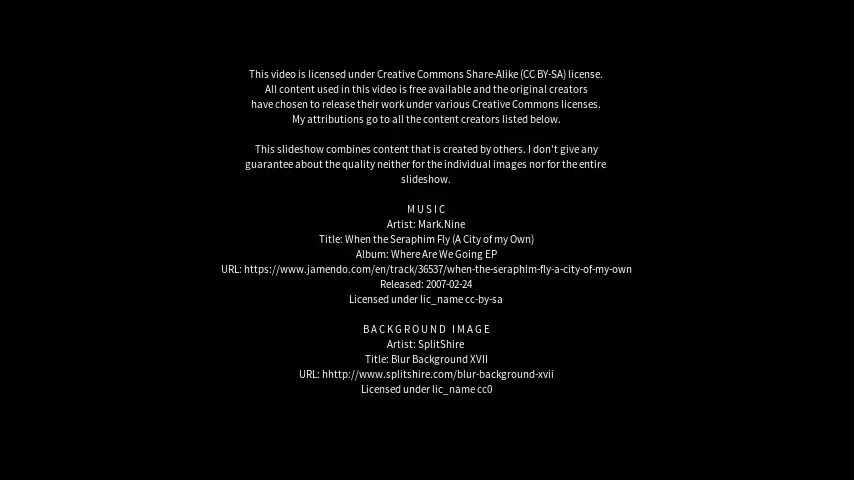 This video is licensed under Creative Commons Share-Alike (CC BY-SA) license.
All content used in this video is free available and the original creators
have chosen to release their work under various Creative Commons licenses.
My attributions go to all the content creators listed below.
This slideshow combines content that is created by others. I don't give any
guarantee about the quality neither for the individual images nor for the entire
slideshow.
MUSIC
Artist: Mark.Nine
Title: When the Seraphim Fly (A City of my Own)
Album: Where Are We Going EP
URL: https://www.jamendo.com/en/track/36537/when-the-seraphim-fly-a-city-of-my-own
Released: 2007-02-24
Licensed under lic_name cc-by-sa
BACKGROUND IMAGE
Artist: SplitShire
Title: Blur Background XVII
URL: hhttp://www.splitshire.com/blur-background-xvii
Licensed under lic_name cc0